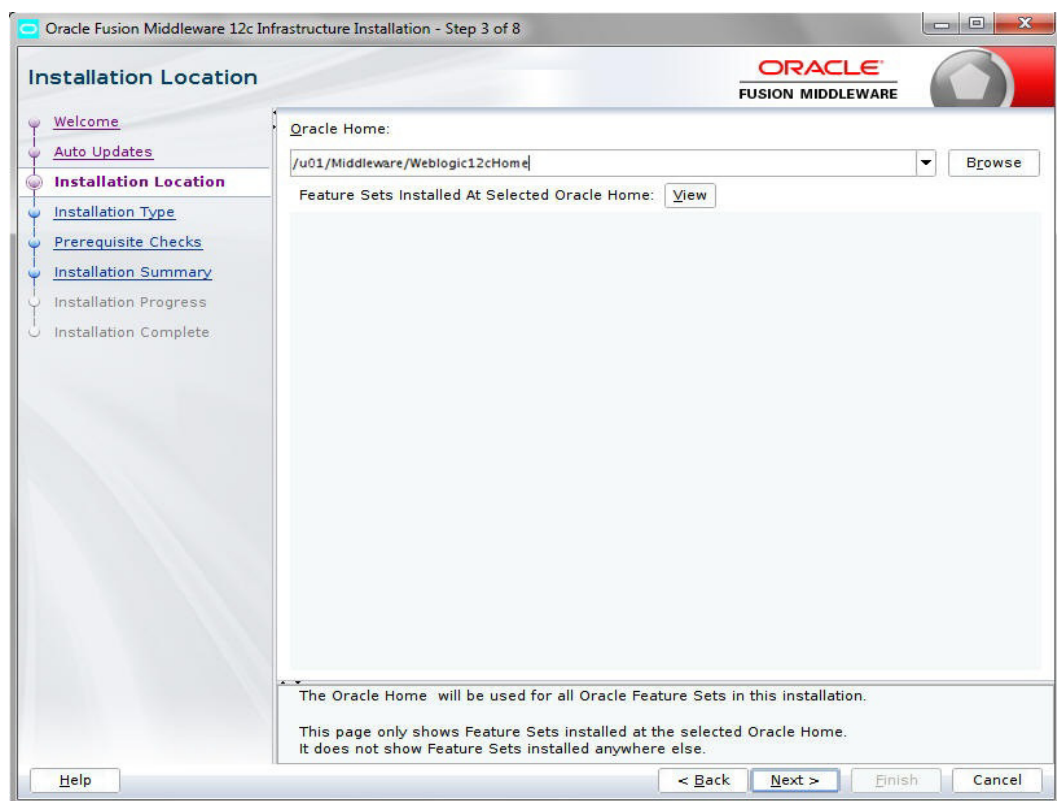 Oracle Fusion Middleware 12c Infrastructure Installation - Step 3 of 8
Installation Location
ORACLE
FUSION MIDDLEWARE
Welcome
Auto Updates
Installation Location
Installation Type
Prerequisite Checks
Installation Summary
Installation Progress
Installation Complete
Oracle Home:
/u01/Middleware/Weblogic12cHome
Browse
Feature Sets Installed At Selected Oracle Home: View
The Oracle Home will be used for all Oracle Feature Sets in this installation.
This page only shows Feature Sets installed at the selected Oracle Home.
It does not show Feature Sets installed anywhere else.
Help < Back Next > Finish Cancel